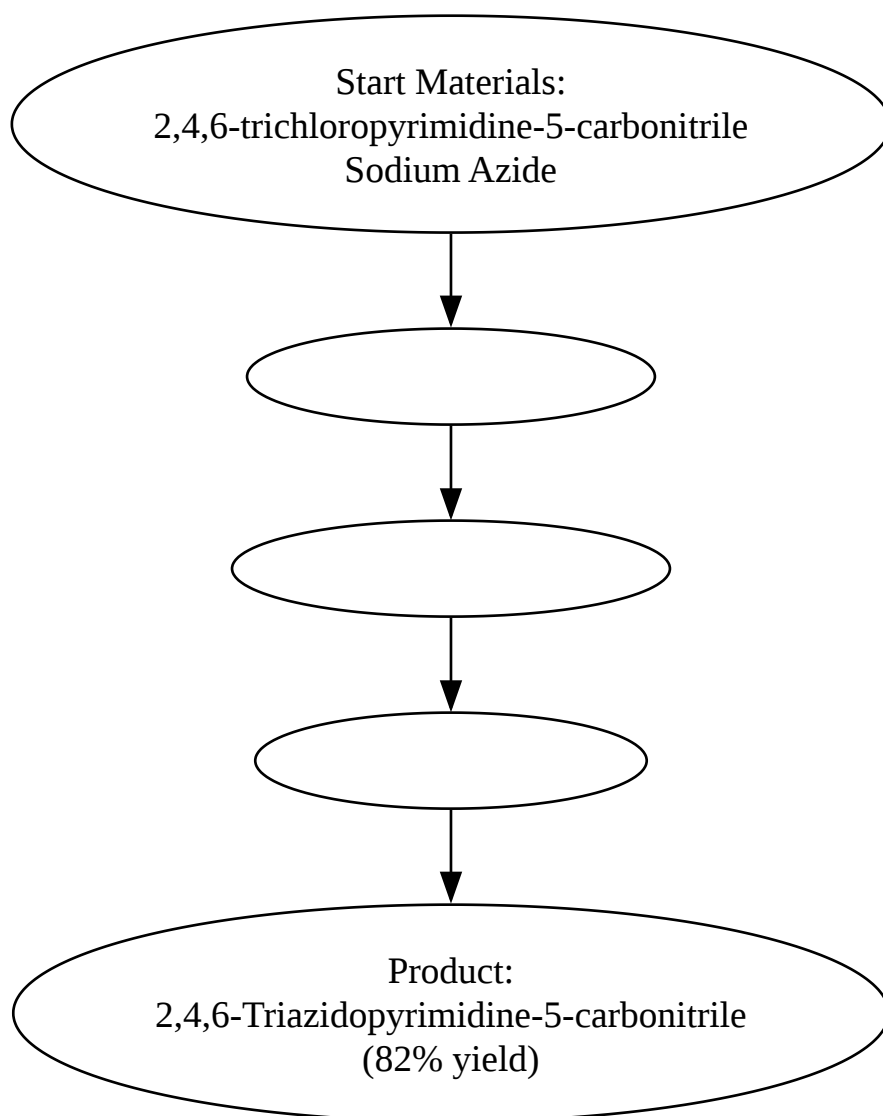 Start Materials:
2,4,6-trichloropyrimidine-5-carbonitrile
Sodium Azide
Product:
2,4,6-Triazidopyrimidine-5-carbonitrile
(82% yield)